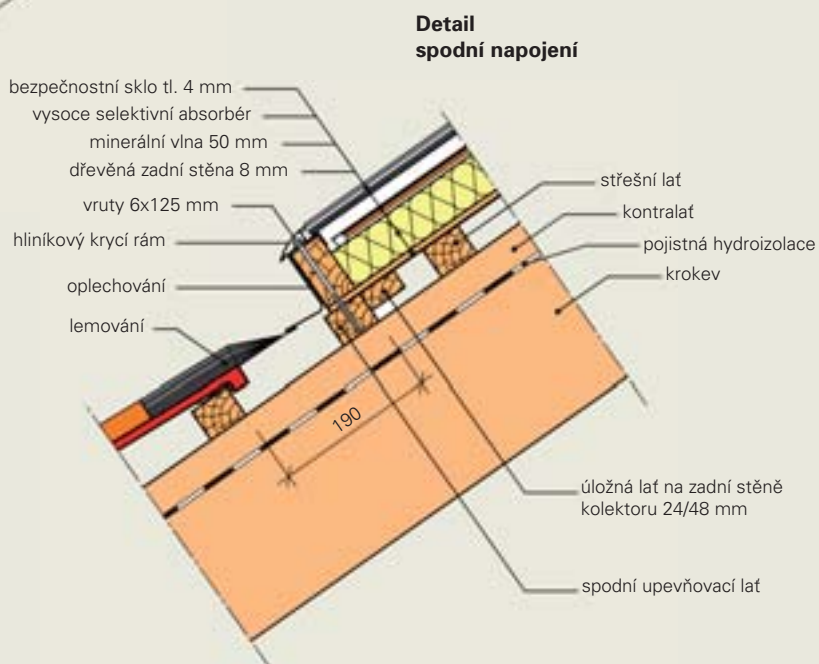 Detail
spodní napojení
bezpečnostní sklo tl. 4 mm
vysoce selektivní absorbér
minerální vlna 50 mm
dřevěná zadní stěna 8 mm
vruty 6x125 mm
hliníkový krycí rám
oplechování
lemování
střešní lať
kontralať
pojistná hydroizolace
krokev
190
úložná lať na zadní stěně
kolektoru 24/48 mm
spodní upevňovací lať